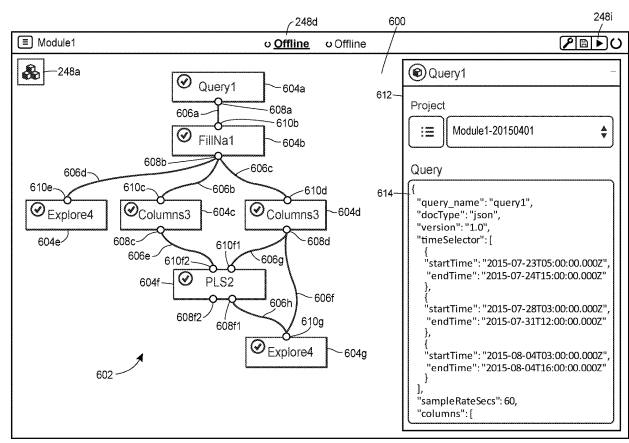 248d
600
248i
Module1
Offline
Offline
248a
Query1
604a
606a
608a
610b
FillNa1
604b
608b
606d
606c
610e
610c
606b
610d
Explore4
Columns3
604c
Columns3
604d
604e
608c
608d
606e
610f2
610f1
606g
604f
PLS2
606f
608f2
608f1
606h
610g
Explore4
604g
602
Query1
612
Project
Module1-20150401
Query
614
{
"query_name": "query1",
"docType": "json",
"version": "1.0",
"timeSelector": [
{
"startTime": "2015-07-23T05:00:00.000Z",
"endTime": "2015-07-24T15:00:00.000Z"
},
{
"startTime": "2015-07-28T03:00:00.000Z",
"endTime": "2015-07-31T12:00:00.000Z"
},
{
"startTime": "2015-08-04T03:00:00.000Z",
"endTime": "2015-08-04T16:00:00.000Z"
}
],
"sampleRateSecs": 60,
"columns": [